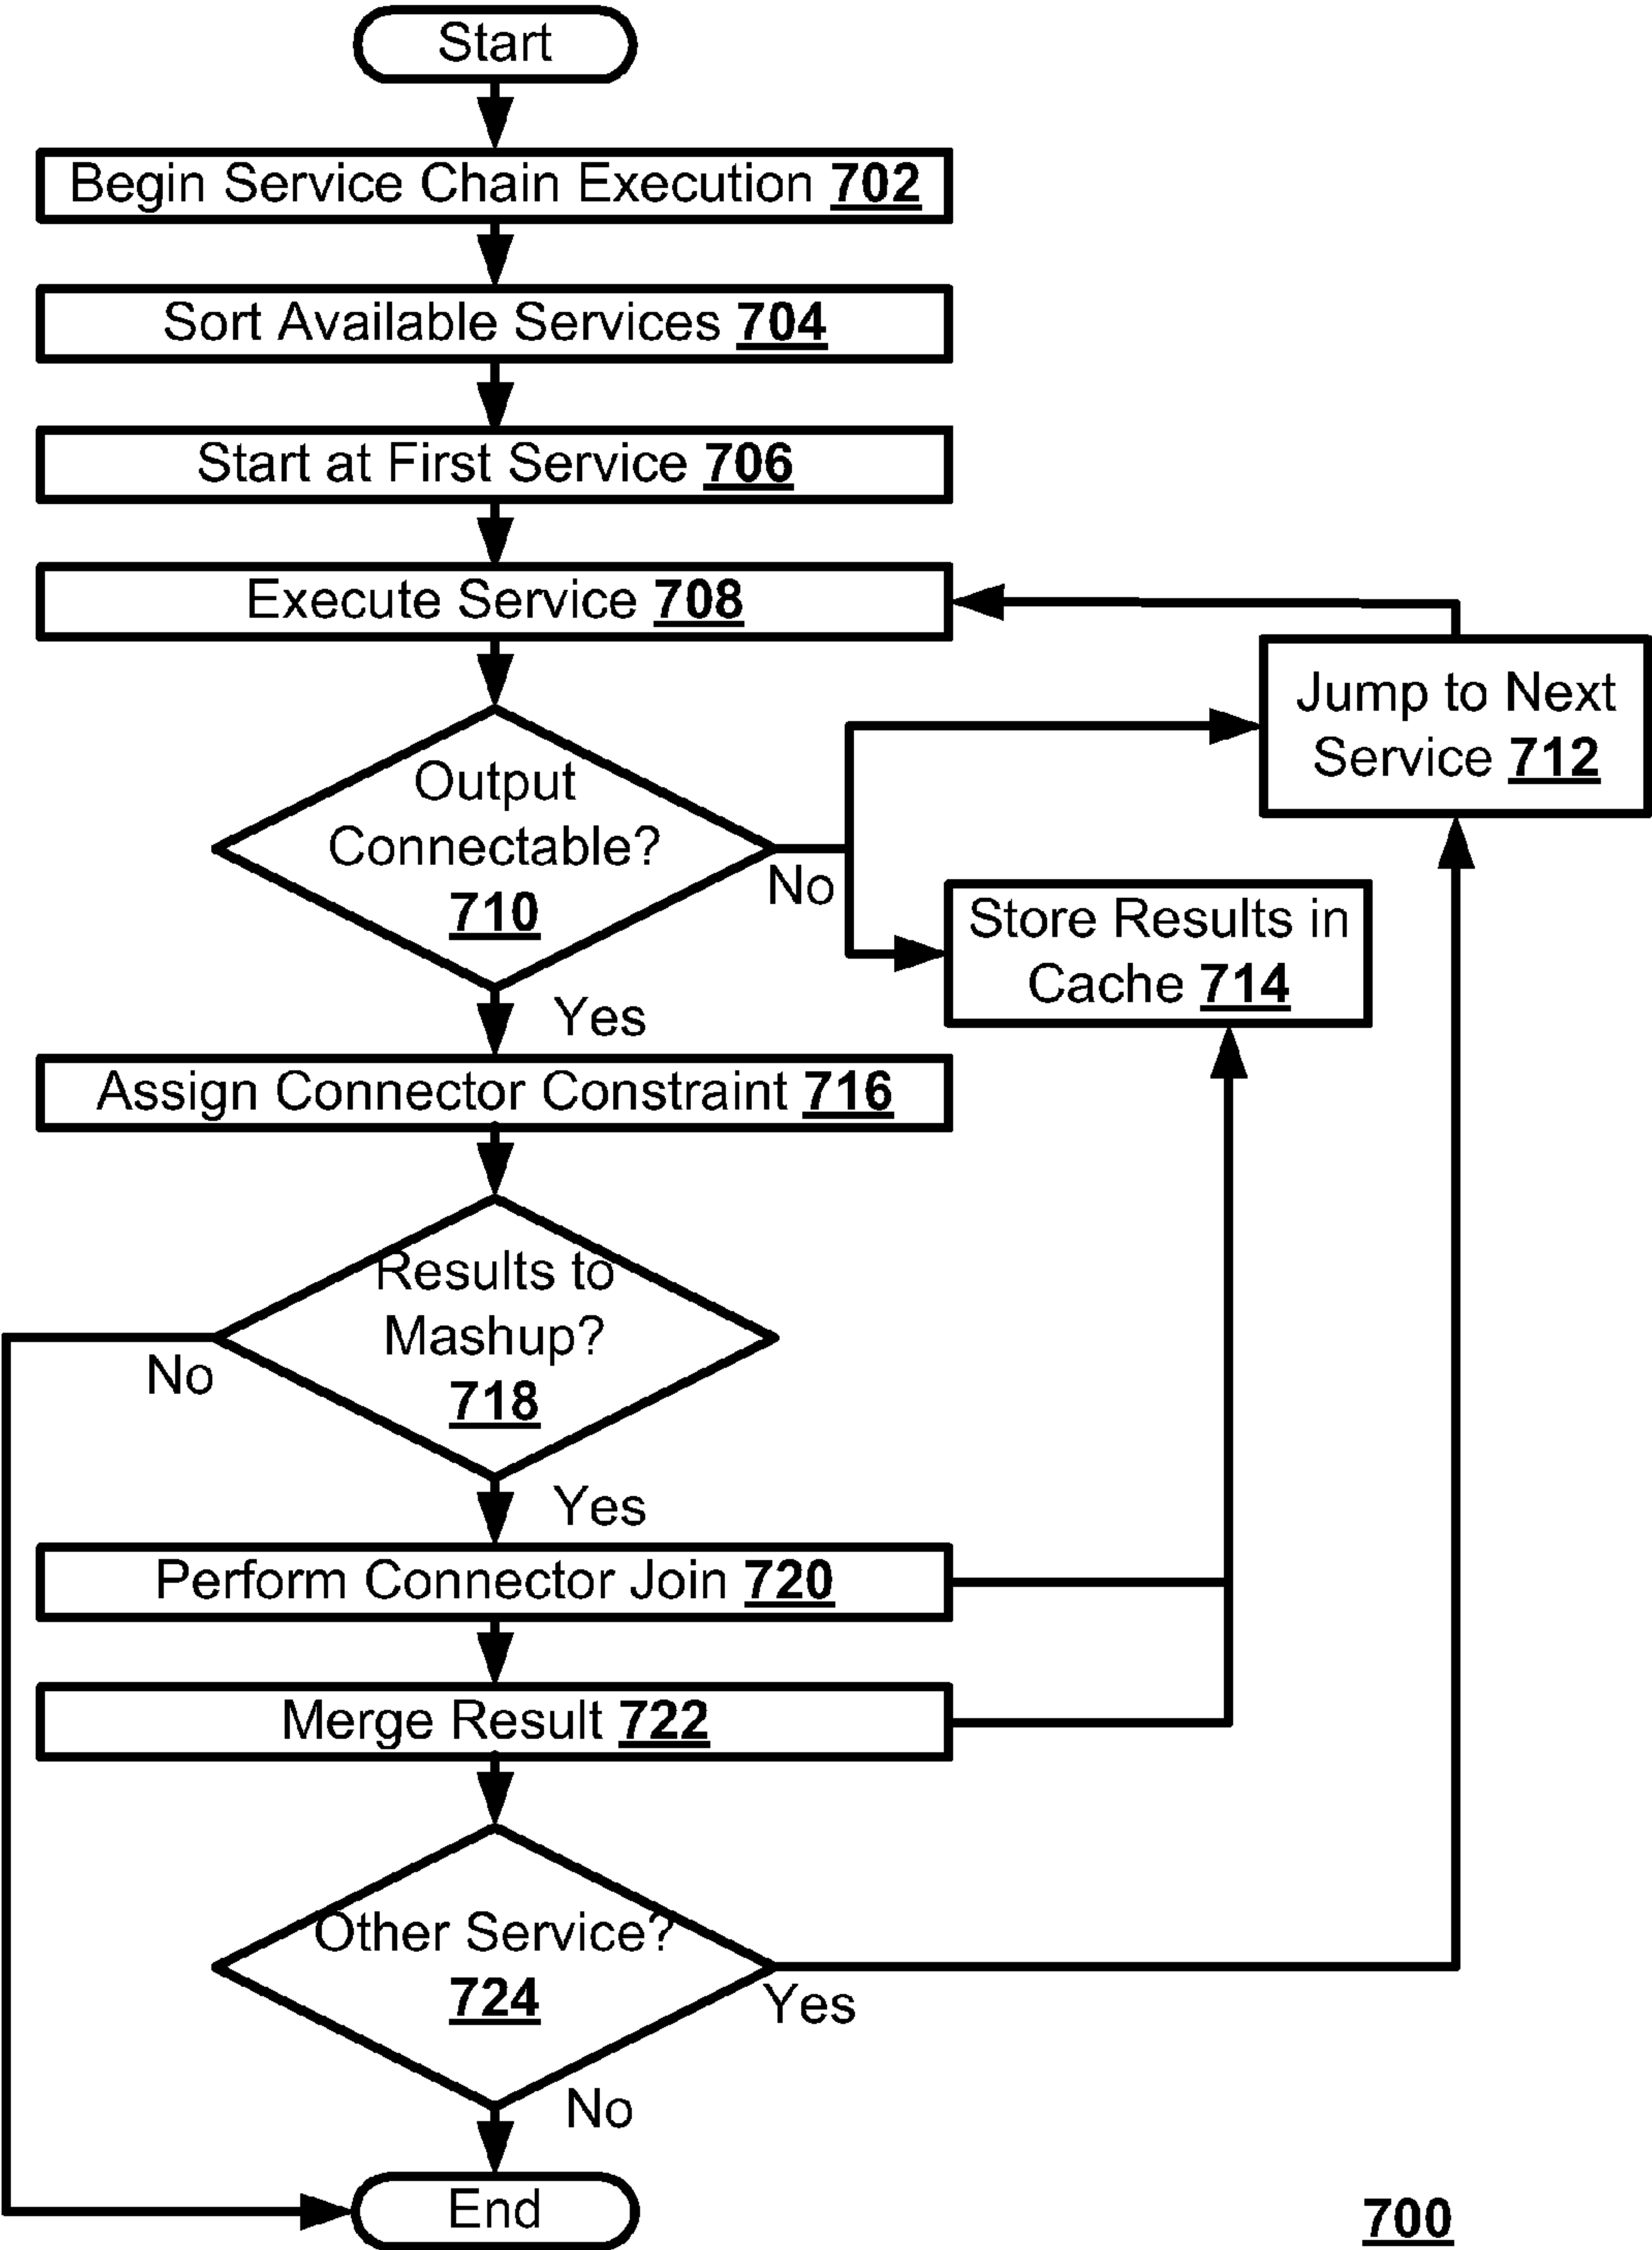 Start
Begin Service Chain Execution 702
Sort Available Services 704
Start at First Service 706
Execute Service 708
Jump to Next
Service 712
Output
Connectable?
710
No
Store Results in
Cache 714
Yes
Assign Connector Constraint 716
Results to
Mashup?
718
No
Yes
Perform Connector Join 720
Merge Result 722
Other Service?
724
Yes
No
End
700